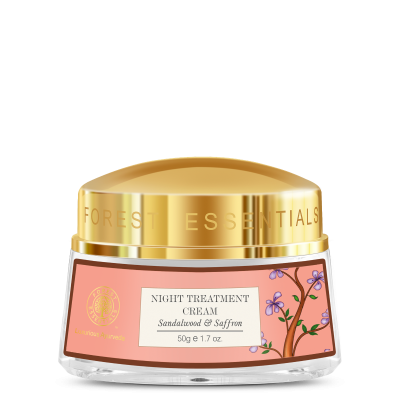 FOREST ESSENTIALS
NIGHT TREATMENT
CREAM
Sandalwood & Saffron
50g e 1.7 oz.